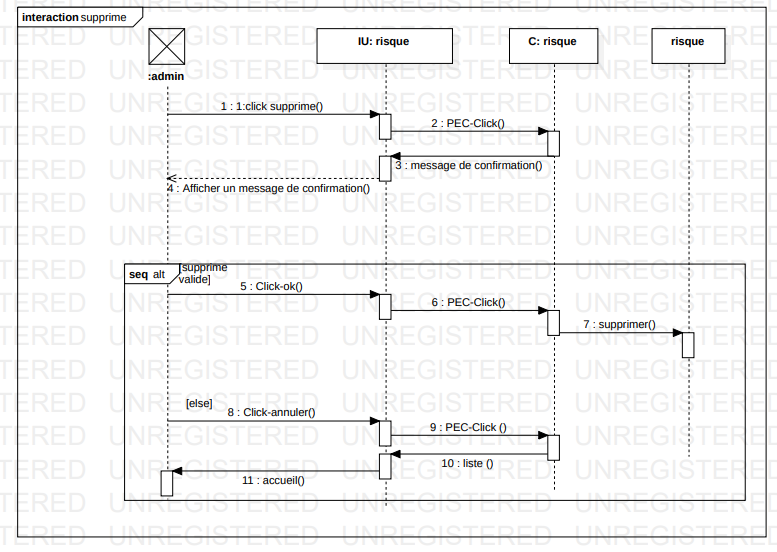 interaction supprime
IU: risque
C: risque
risque
:admin
1 : 1:click supprime()
2 : PEC-Click()
3 : message de confirmation()
4 : Afficher un message de confirmation()
seq alt
[supprime
valide]
5 : Click-ok()
6 : PEC-Click()
7 : supprimer()
[else]
8 : Click-annuler()
9 : PEC-Click ()
10 : liste ()
11 : accueil()
UNREGISTERED